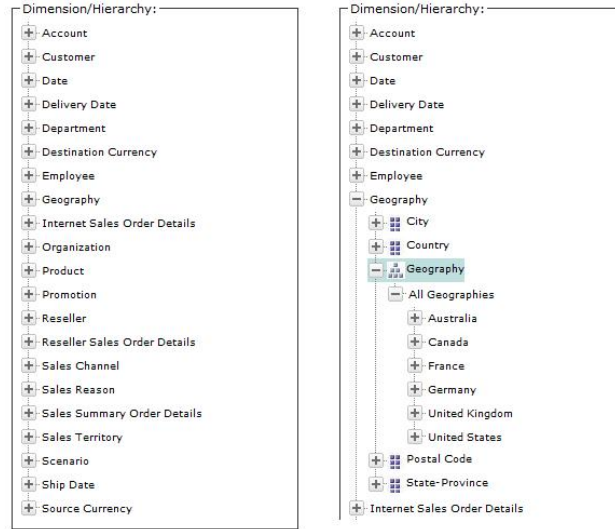 Dimension/Hierarchy:
Account
Customer
Date
Delivery Date
Department
Destination Currency
Employee
Geography
Internet Sales Order Details
Organization
Product
Promotion
Reseller
Reseller Sales Order Details
Sales Channel
Sales Reason
Sales Summary Order Details
Sales Territory
Scenario
Ship Date
Source Currency
Dimension/Hierarchy:
Account
Customer
Date
Delivery Date
Department
Destination Currency
Employee
Geography
City
Country
Geography
All Geographies
Australia
Canada
France
Germany
United Kingdom
United States
Postal Code
State-Province
Internet Sales Order Details